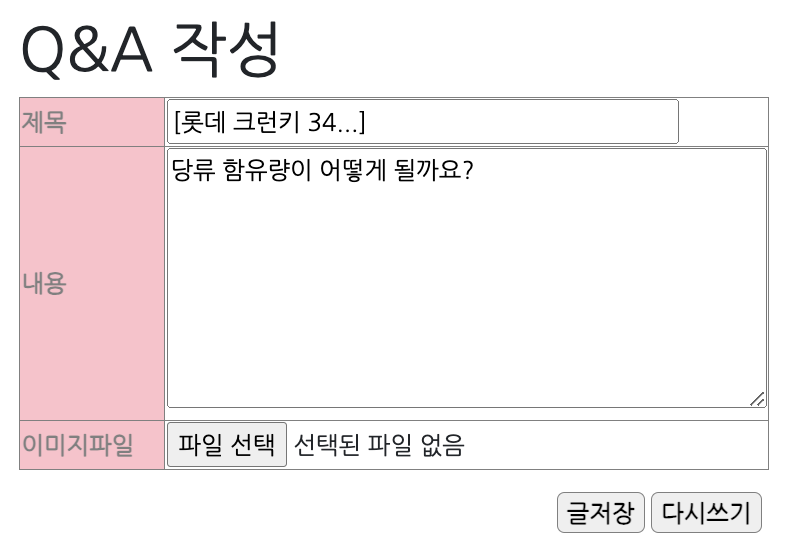 Q&A 작성
제목
[롯데 크런키 34...]
내용
당류 함유량이 어떻게 될까요?
이미지파일
파일 선택 선택된 파일 없음
글저장 다시쓰기